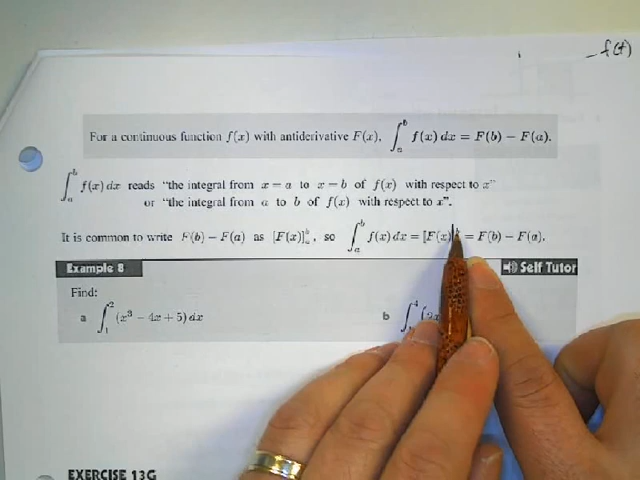 f(t)
For a continuous function f(x) with antiderivative F(x), ∫_a^b f(x) dx = F(b) − F(a).
∫_a^b f(x) dx reads "the integral from x = a to x = b of f(x) with respect to x"
or "the integral from a to b of f(x) with respect to x".
It is common to write F(b) − F(a) as [F(x)]_a^b, so ∫_a^b f(x) dx = [F(x) = F(b) − F(a).
Example 8 Self Tutor
Find:
a ∫_1^2 (x³ − 4x + 5) dx b
EXERCISE 13G